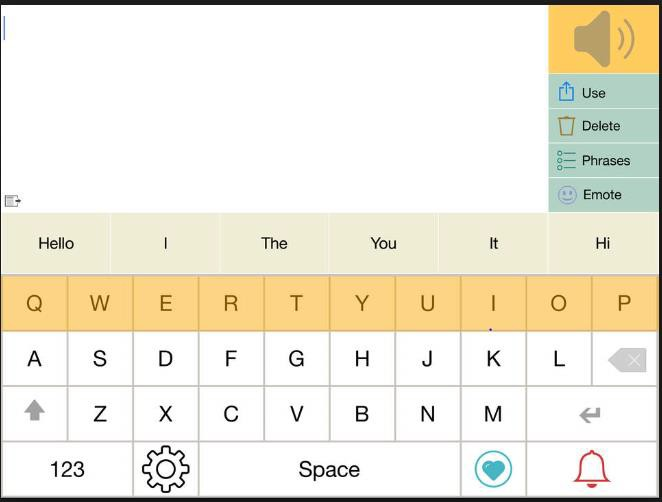 Use
Delete
Phrases
Emote
Hello I The You It Hi
Q W E R T Y U I O P
A S D F G H J K L
Z X C V B N M
123 Space